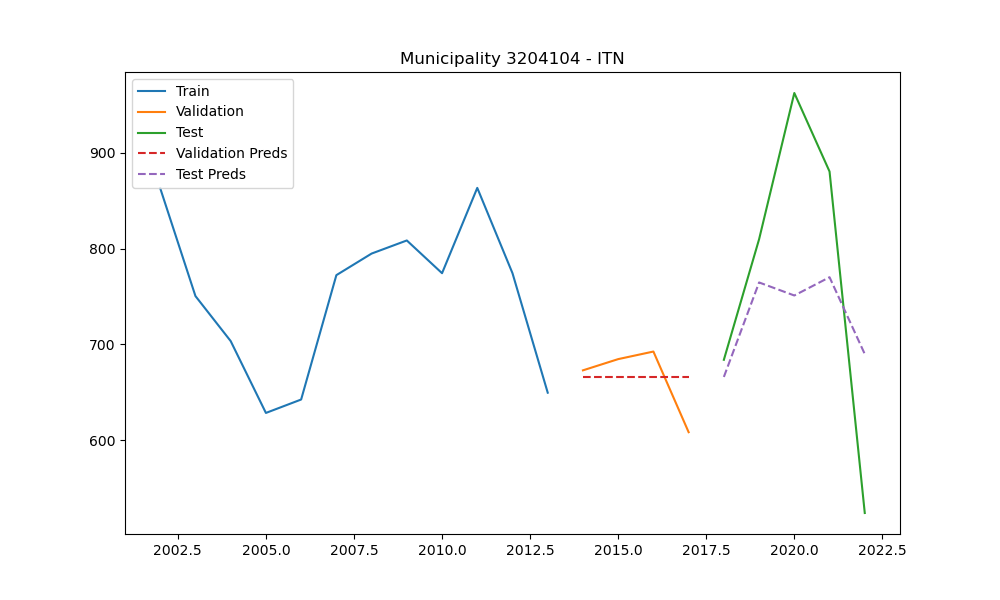 Municipality 3204104 - ITN
Train
Validation
Test
Validation Preds
Test Preds
900
800
700
600
2002.5 2005.0 2007.5 2010.0 2012.5 2015.0 2017.5 2020.0 2022.5